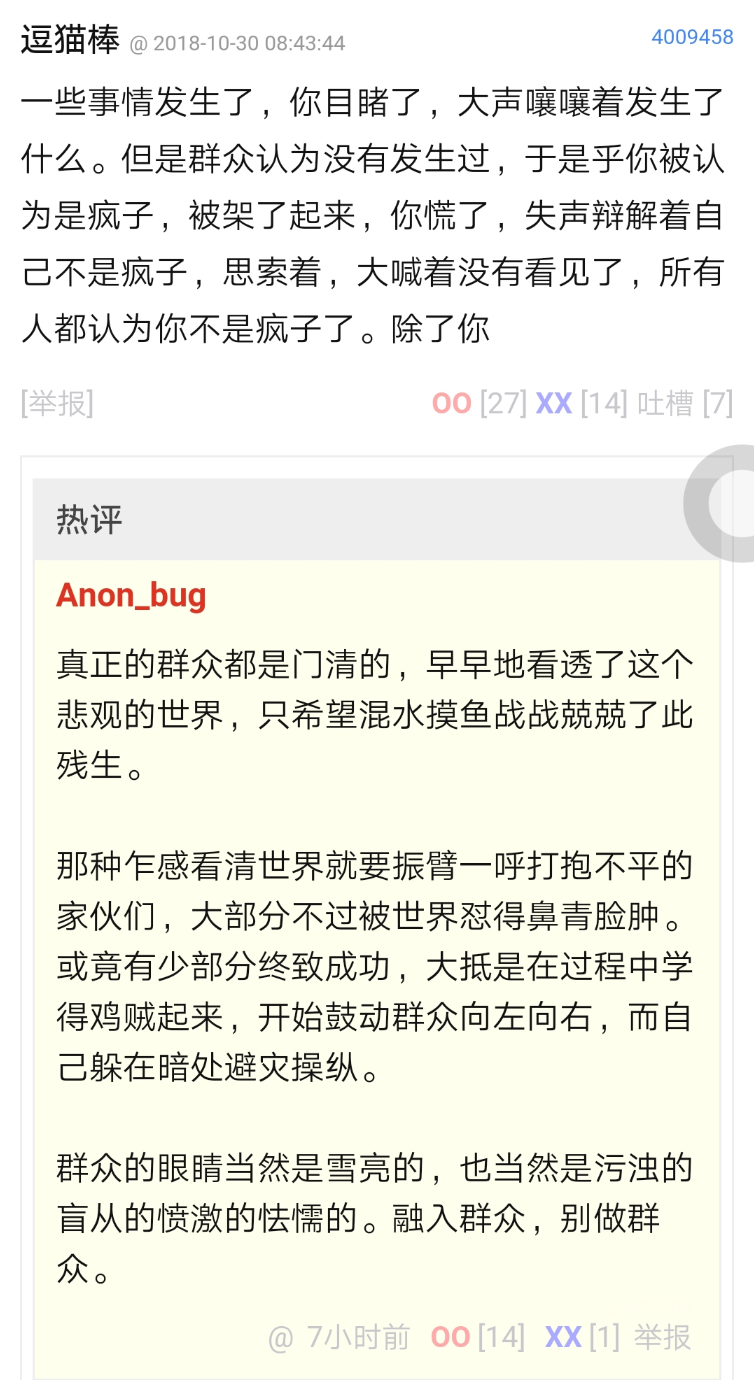 逗猫棒 @ 2018-10-30 08:43:44 4009458
一些事情发生了，你目睹了，大声嚷嚷着发生了
什么。但是群众认为没有发生过，于是乎你被认
为是疯子，被架了起来，你慌了，失声辩解着自
己不是疯子，思索着，大喊着没有看见了，所有
人都认为你不是疯子了。除了你
[举报] OO [27] XX [14] 吐槽 [7]
热评
Anon_bug
真正的群众都是门清的，早早地看透了这个
悲观的世界，只希望混水摸鱼战战兢兢了此
残生。
那种乍感看清世界就要振臂一呼打抱不平的
家伙们，大部分不过被世界怼得鼻青脸肿。
或竟有少部分终致成功，大抵是在过程中学
得鸡贼起来，开始鼓动群众向左向右，而自
己躲在暗处避灾操纵。
群众的眼睛当然是雪亮的，也当然是污浊的
盲从的愤激的怯懦的。融入群众，别做群
众。
@ 7小时前 OO [14] XX [1] 举报